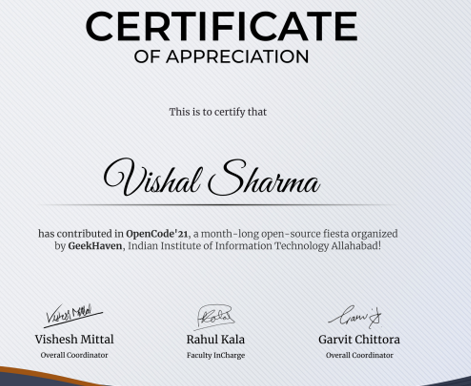 CERTIFICATE
OF APPRECIATION
This is to certify that
Vishal Sharma
has contributed in OpenCode'21, a month-long open-source fiesta organized
by GeekHaven, Indian Institute of Information Technology Allahabad!
Vishesh Mittal
Rahul Kala
Garvit Chittora
Overall Coordinator
Faculty InCharge
Overall Coordinator